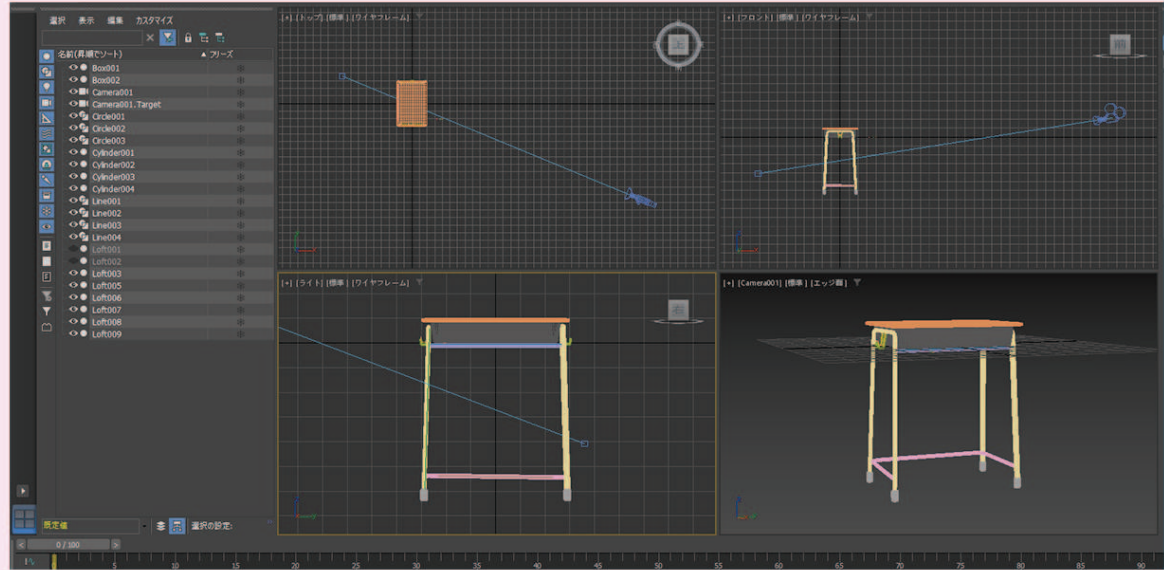 選択 表示 編集 カスタマイズ
名前(昇順でソート) ▲ フリーズ
Box001
Box002
Camera001
Camera001.Target
Circle001
Circle002
Circle003
Cylinder001
Cylinder002
Cylinder003
Cylinder004
Line001
Line002
Line003
Line004
Loft001
Loft002
Loft003
Loft005
Loft006
Loft007
Loft008
Loft009
既定値 選択の設定:
[+] [トップ] [標準] [ワイヤフレーム]
上
[+] [フロント] [標準] [ワイヤフレーム]
前
[+] [ライト] [標準] [ワイヤフレーム]
右
[+] [Camera001] [標準] [エッジ面]
< 0 / 100 >
0 5 10 15 20 25 30 35 40 45 50 55 60 65 70 75 80 85 90